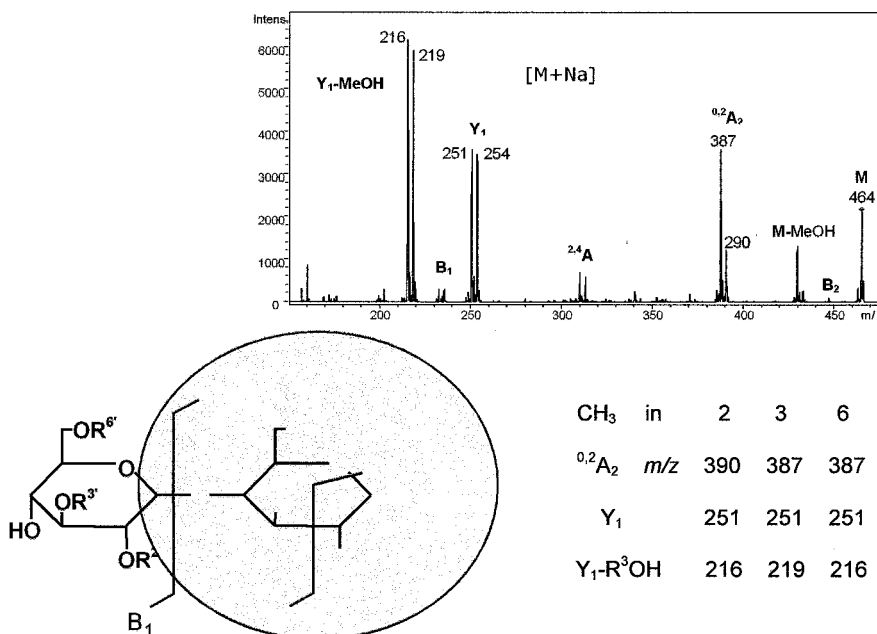 Intens.
6000
5000
4000
3000
2000
1000
0
216
219
[M+Na]
Y1-MeOH
Y1
251
254
0,2A2
387
290
M
464
M-MeOH
2,4A
B1
B2
200
250
300
350
400
450
m/
OR6'
O
OR3'
HO
OR2'
B1
CH3 in 2 3 6
0,2A2 m/z 390 387 387
Y1 251 251 251
Y1-R3OH 216 219 216